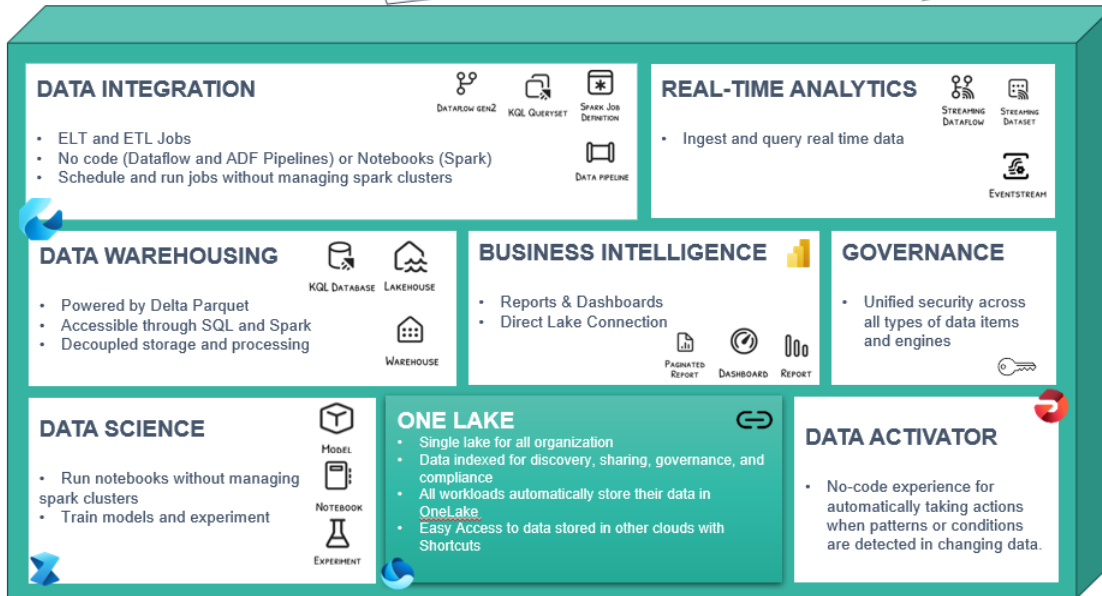 DATA INTEGRATION
DATAFLOW GEN2
KQL QUERYSET
SPARK JOB
DEFINITION
• ELT and ETL Jobs
• No code (Dataflow and ADF Pipelines) or Notebooks (Spark)
• Schedule and run jobs without managing spark clusters
DATA PIPELINE
REAL-TIME ANALYTICS
STREAMING
DATAFLOW
STREAMING
DATASET
• Ingest and query real time data
EVENTSTREAM
DATA WAREHOUSING
KQL DATABASE
LAKEHOUSE
• Powered by Delta Parquet
• Accessible through SQL and Spark
• Decoupled storage and processing
WAREHOUSE
BUSINESS INTELLIGENCE
• Reports & Dashboards
• Direct Lake Connection
PAGINATED
REPORT
DASHBOARD
REPORT
GOVERNANCE
• Unified security across
all types of data items
and engines
DATA SCIENCE
MODEL
• Run notebooks without managing
spark clusters
• Train models and experiment
NOTEBOOK
EXPERIMENT
ONE LAKE
• Single lake for all organization
• Data indexed for discovery, sharing, governance, and
compliance
• All workloads automatically store their data in
OneLake
• Easy Access to data stored in other clouds with
Shortcuts
DATA ACTIVATOR
• No-code experience for
automatically taking actions
when patterns or conditions
are detected in changing data.